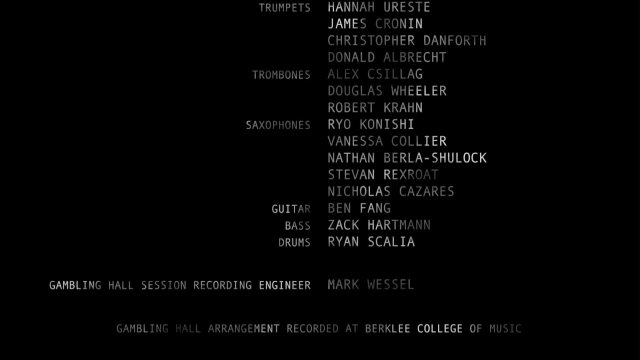 TRUMPETS HANNAH URESTE
JAMES CRONIN
CHRISTOPHER DANFORTH
DONALD ALBRECHT
TROMBONES ALEX CSILLAG
DOUGLAS WHEELER
ROBERT KRAHN
SAXOPHONES RYO KONISHI
VANESSA COLLIER
NATHAN BERLA-SHULOCK
STEVAN REXROAT
NICHOLAS CAZARES
GUITAR BEN FANG
BASS ZACK HARTMANN
DRUMS RYAN SCALIA
GAMBLING HALL SESSION RECORDING ENGINEER MARK WESSEL
GAMBLING HALL ARRANGEMENT RECORDED AT BERKLEE COLLEGE OF MUSIC